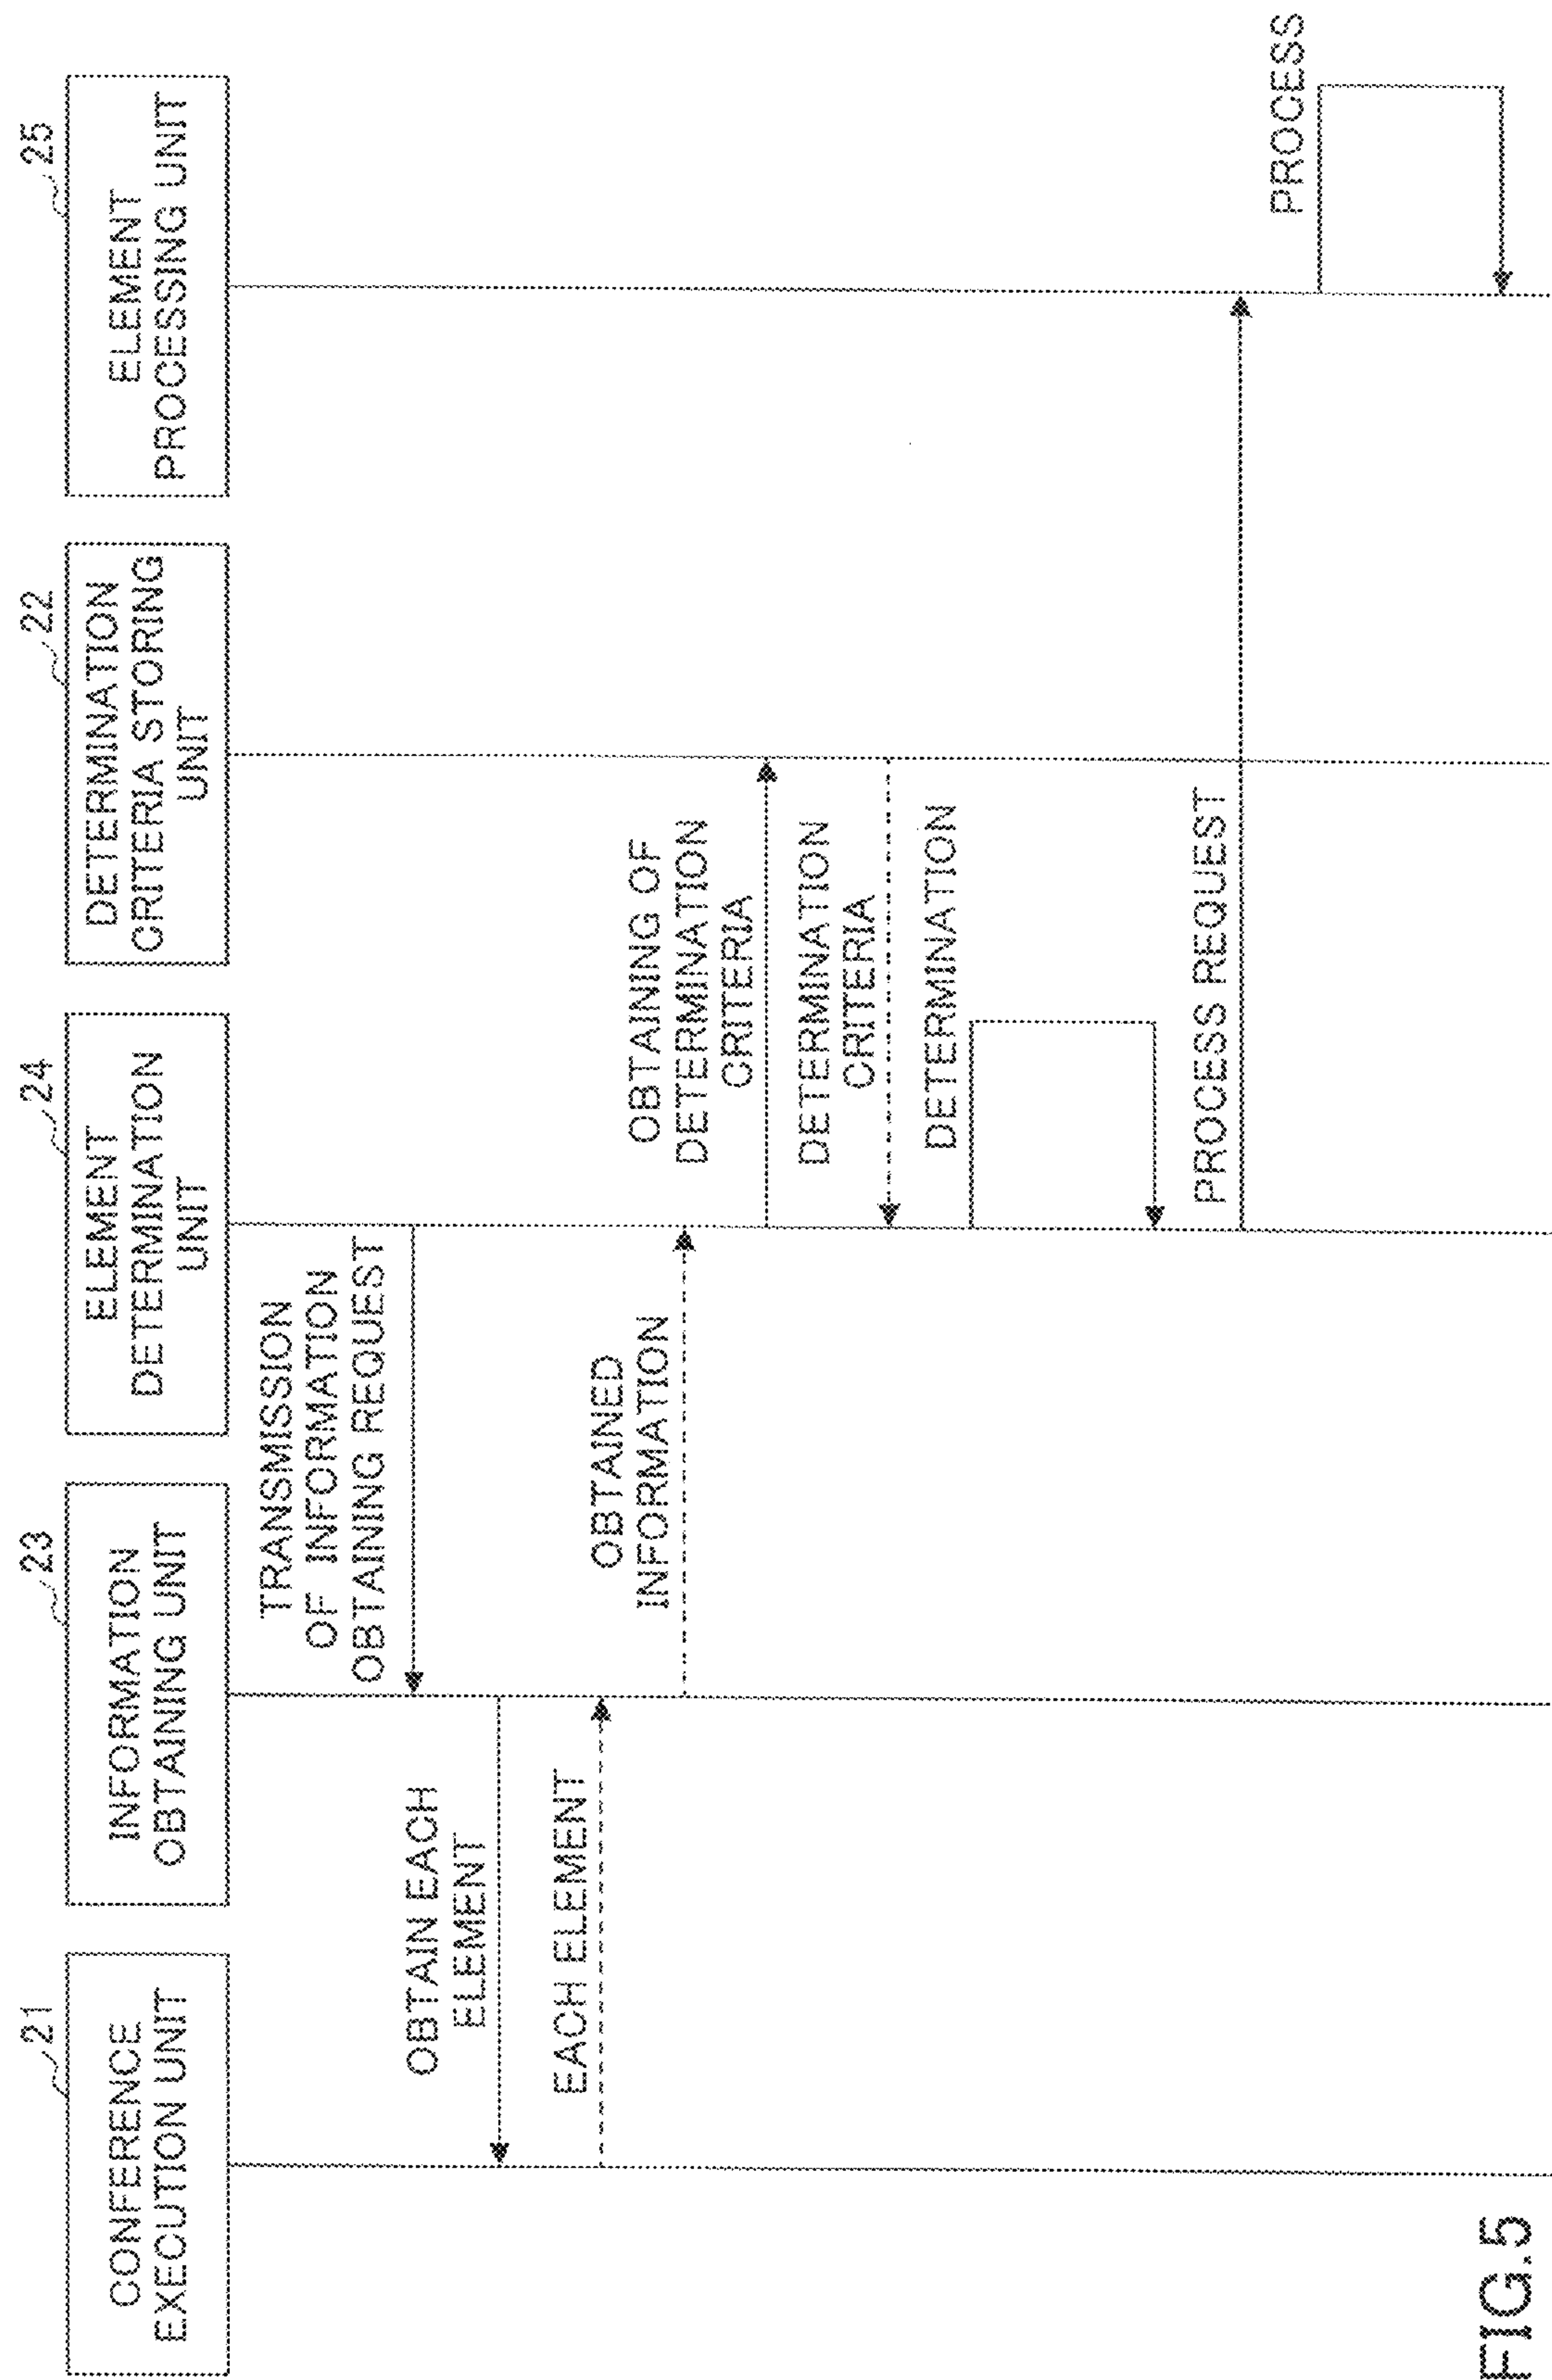 21
CONFERENCE
EXECUTION UNIT
23
INFORMATION
OBTAINING UNIT
24
ELEMENT
DETERMINATION
UNIT
22
DETERMINATION
CRITERIA STORING
UNIT
25
ELEMENT
PROCESSING UNIT
TRANSMISSION
OF INFORMATION
OBTAINING REQUEST
OBTAIN EACH
ELEMENT
EACH ELEMENT
OBTAINED
INFORMATION
OBTAINING OF
DETERMINATION
CRITERIA
DETERMINATION
CRITERIA
DETERMINATION
PROCESS REQUEST
PROCESS
FIG.5